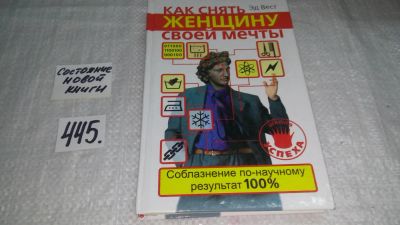 КАК СНЯТЬ
Эд Вест
ЖЕНЩИНУ
СВОЕЙ МЕЧТЫ
Состояние
новой
книги
445.
УСПЕХА
Соблазнение по-научному
результат 100%